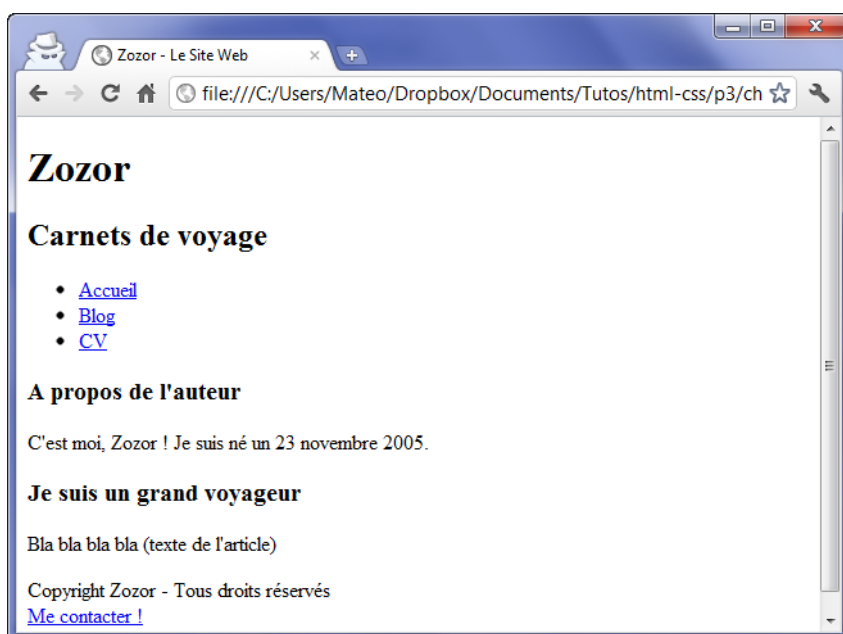 Zozor - Le Site Web
file:///C:/Users/Mateo/Dropbox/Documents/Tutos/html-css/p3/ch
Zozor
Carnets de voyage
Accueil
Blog
CV
A propos de l'auteur
C'est moi, Zozor ! Je suis né un 23 novembre 2005.
Je suis un grand voyageur
Bla bla bla bla (texte de l'article)
Copyright Zozor - Tous droits réservés
Me contacter !